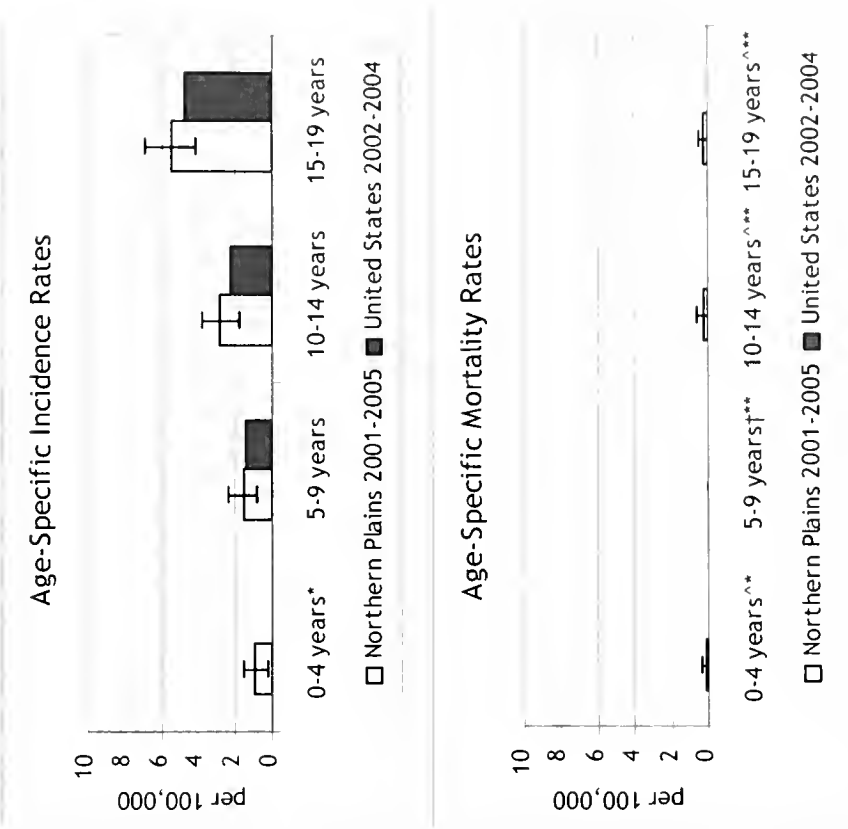 Age-Specific Incidence Rates
per 100,000
10
8
6
4
2
0
0-4 years*
5-9 years
10-14 years
15-19 years
Northern Plains 2001-2005
United States 2002-2004
Age-Specific Mortality Rates
per 100,000
10
8
6
4
2
0
0-4 years^*
5-9 years†**
10-14 years^**
15-19 years^**
Northern Plains 2001-2005
United States 2002-2004